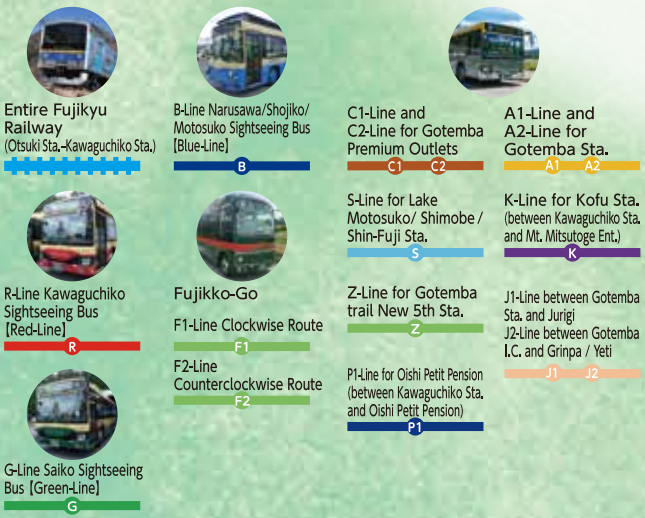 Entire Fujikyu
Railway
(Otsuki Sta.-Kawaguchiko Sta.)
R-Line Kawaguchiko
Sightseeing Bus
【Red-Line】
R
G-Line Saiko Sightseeing
Bus【Green-Line】
G
B-Line Narusawa/Shojiko/
Motosuko Sightseeing Bus
【Blue-Line】
B
Fujikko-Go
F1-Line Clockwise Route
F1
F2-Line
Counterclockwise Route
F2
C1-Line and
C2-Line for Gotemba
Premium Outlets
C1 C2
S-Line for Lake
Motosuko/ Shimobe /
Shin-Fuji Sta.
S
Z-Line for Gotemba
trail New 5th Sta.
Z
P1-Line for Oishi Petit Pension
(between Kawaguchiko Sta.
and Oishi Petit Pension)
P1
A1-Line and
A2-Line for
Gotemba Sta.
A1 A2
K-Line for Kofu Sta.
(between Kawaguchiko Sta.
and Mt. Mitsutoge Ent.)
K
J1-Line between Gotemba
Sta. and Jurigi
J2-Line between Gotemba
I.C. and Grinpa / Yeti
J1 J2